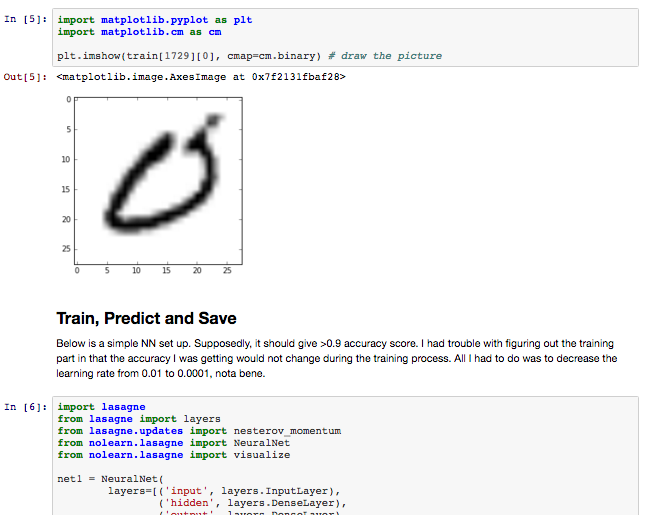 In [5]: import matplotlib.pyplot as plt
import matplotlib.cm as cm
plt.imshow(train[1729][0], cmap=cm.binary) # draw the picture
Out[5]: <matplotlib.image.AxesImage at 0x7f2131fbaf28>
0
5
10
15
20
25
0 5 10 15 20 25
Train, Predict and Save
Below is a simple NN set up. Supposedly, it should give >0.9 accuracy score. I had trouble with figuring out the training
part in that the accuracy I was getting would not change during the training process. All I had to do was to decrease the
learning rate from 0.01 to 0.0001, nota bene.
In [6]: import lasagne
from lasagne import layers
from lasagne.updates import nesterov_momentum
from nolearn.lasagne import NeuralNet
from nolearn.lasagne import visualize
net1 = NeuralNet(
layers=[('input', layers.InputLayer),
('hidden', layers.DenseLayer),
('output', layers.DenseLayer)